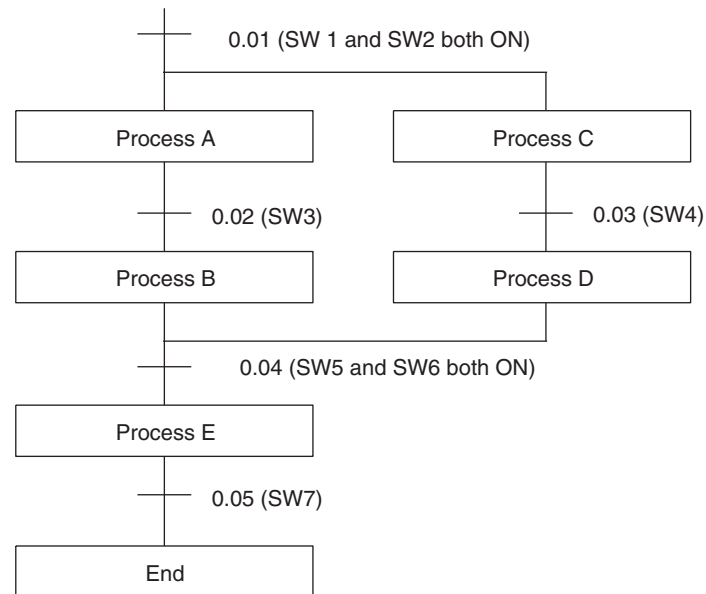 0.01 (SW 1 and SW2 both ON)
Process A
Process C
0.02 (SW3)
0.03 (SW4)
Process B
Process D
0.04 (SW5 and SW6 both ON)
Process E
0.05 (SW7)
End